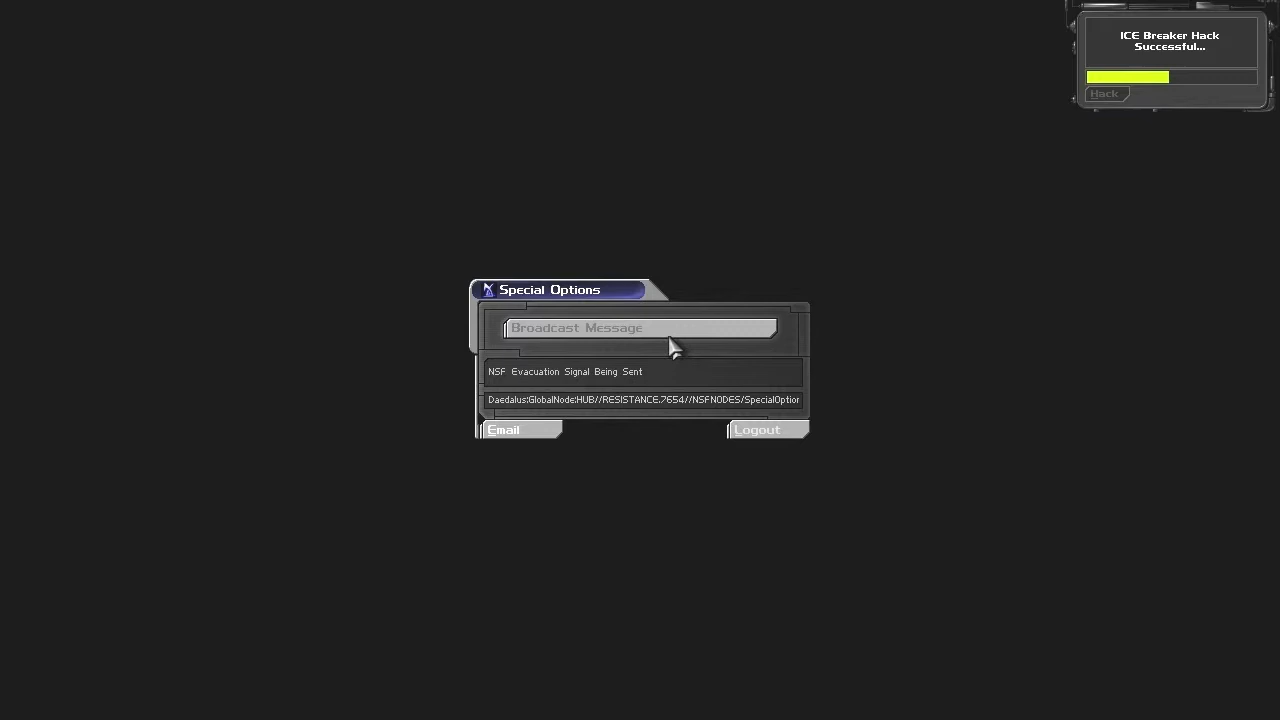 ICE Breaker Hack
Successful...
Hack
Special Options
Broadcast Message
NSF Evacuation Signal Being Sent
Daedalus:GlobalNode:HUB//RESISTANCE.7654//NSFNODES/SpecialOption
Email
Logout